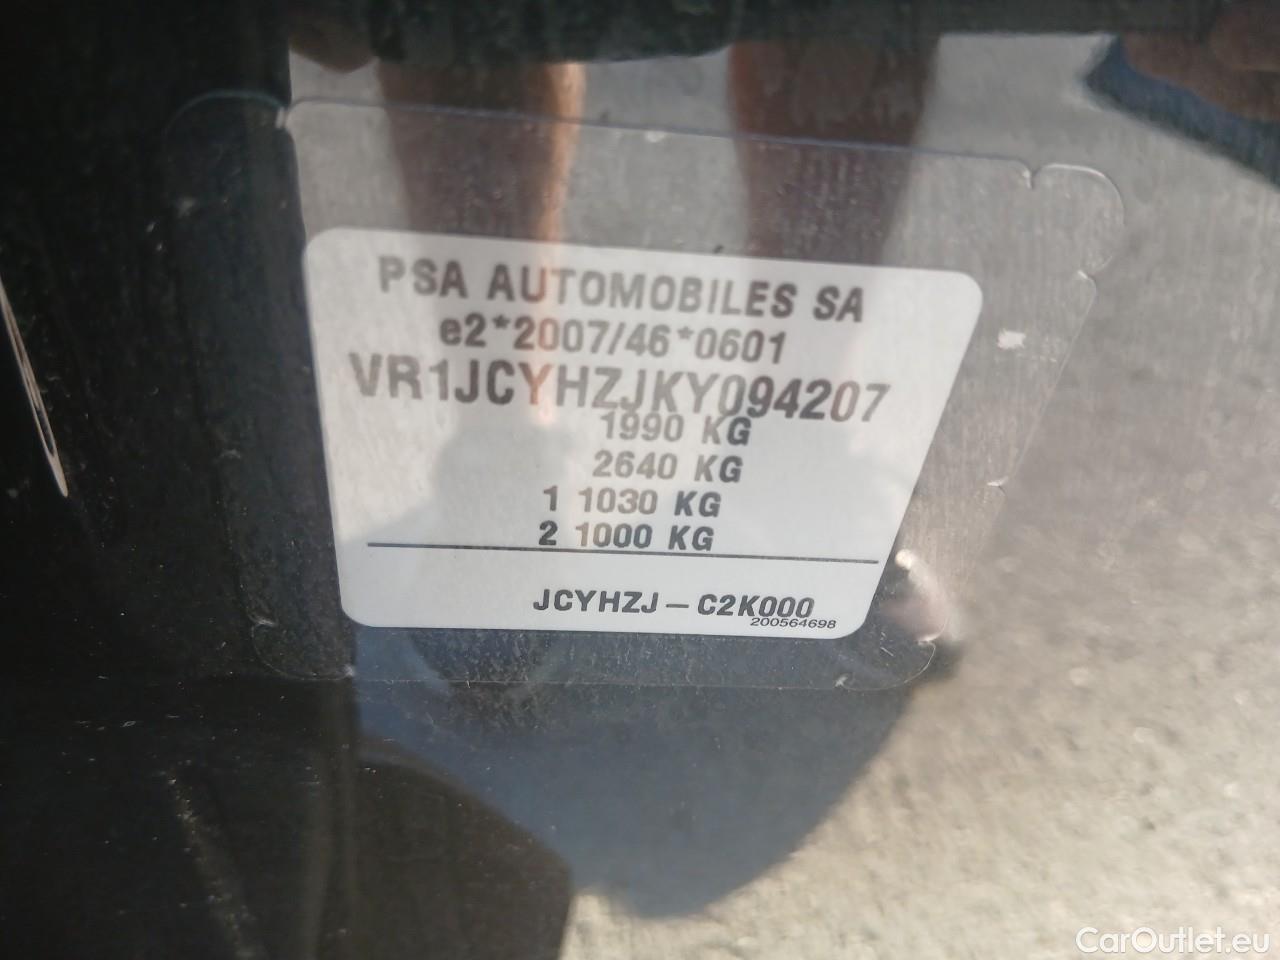 PSA AUTOMOBILES SA
e2*2007/46*0601
VR1JCYHZJKY094207
1990 KG
2640 KG
1 1030 KG
2 1000 KG
JCYHZJ – C2K000
200564698
CarOutlet.eu